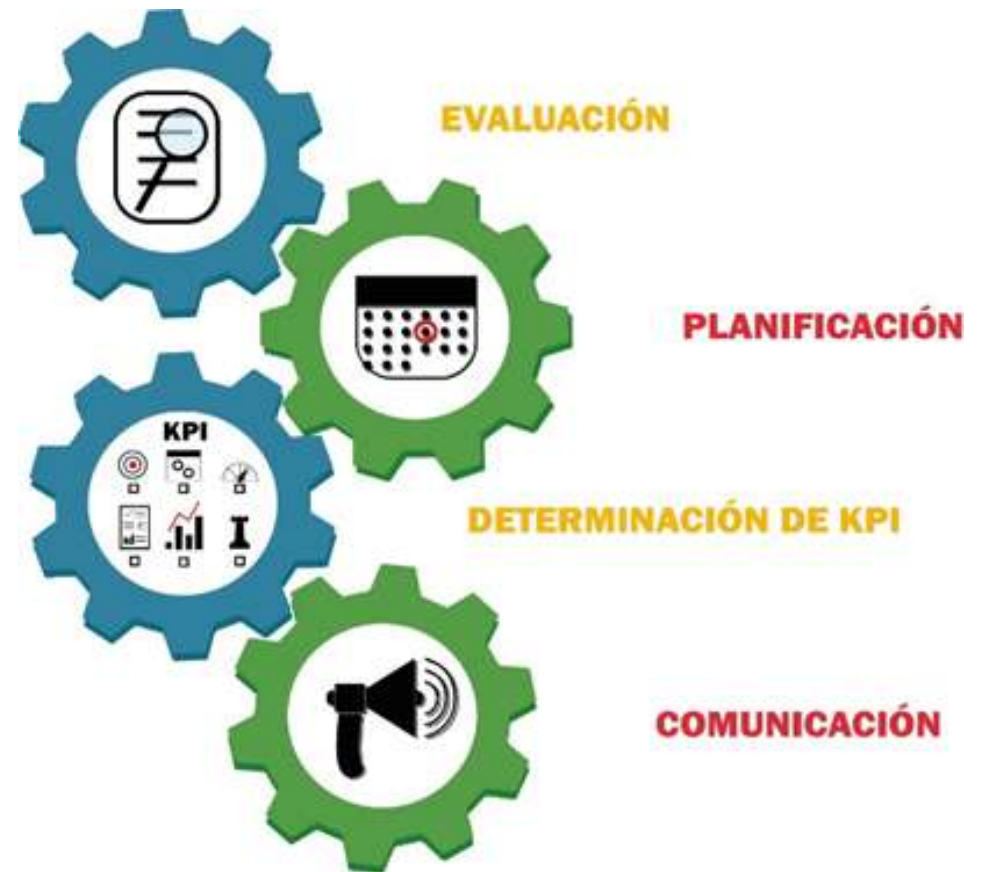 EVALUACIÓN
PLANIFICACIÓN
KPI
DETERMINACIÓN DE KPI
COMUNICACIÓN